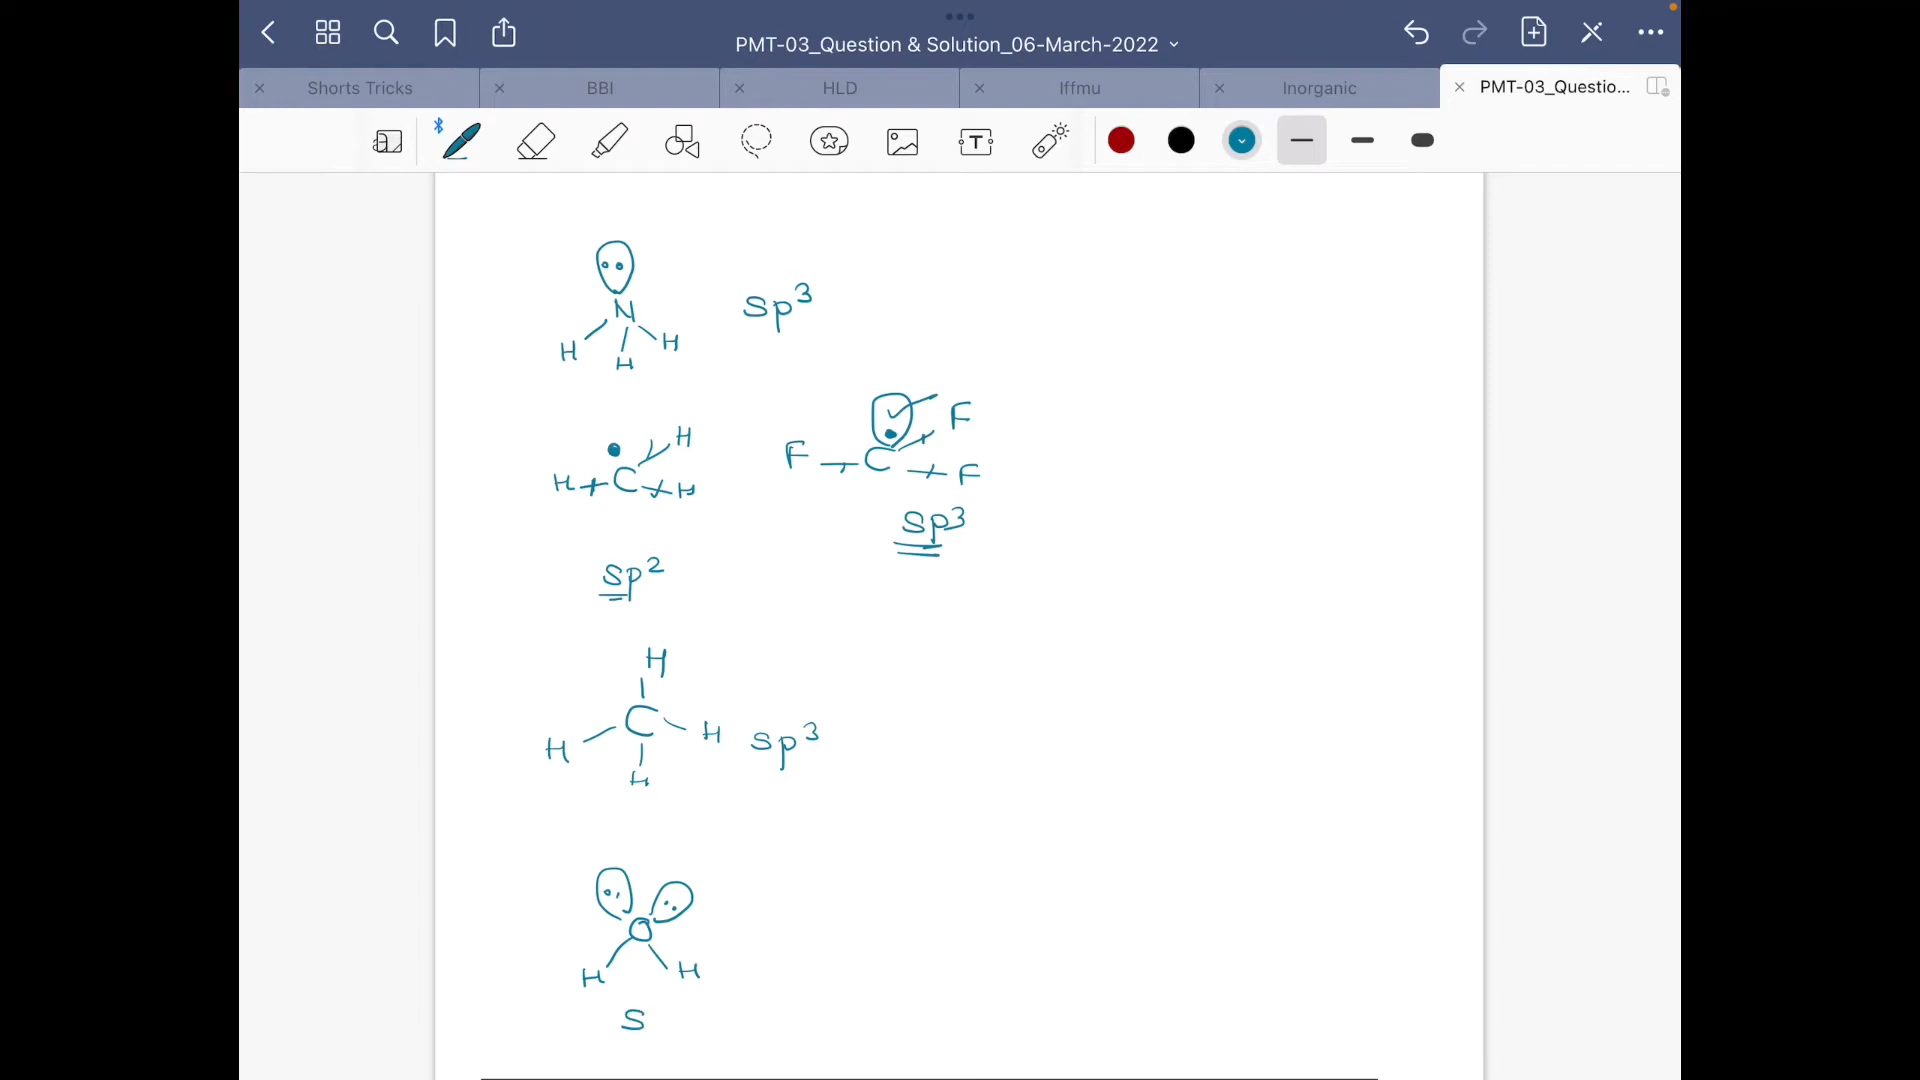 PMT-03_Question & Solution_06-March-2022
Shorts Tricks
BBI
HLD
Iffmu
Inorganic
PMT-03_Questio...
T
N
H
H
H
Sp³
H
H C H
F
F C F
Sp³
Sp²
H
H C H
H
Sp³
O
H H
S